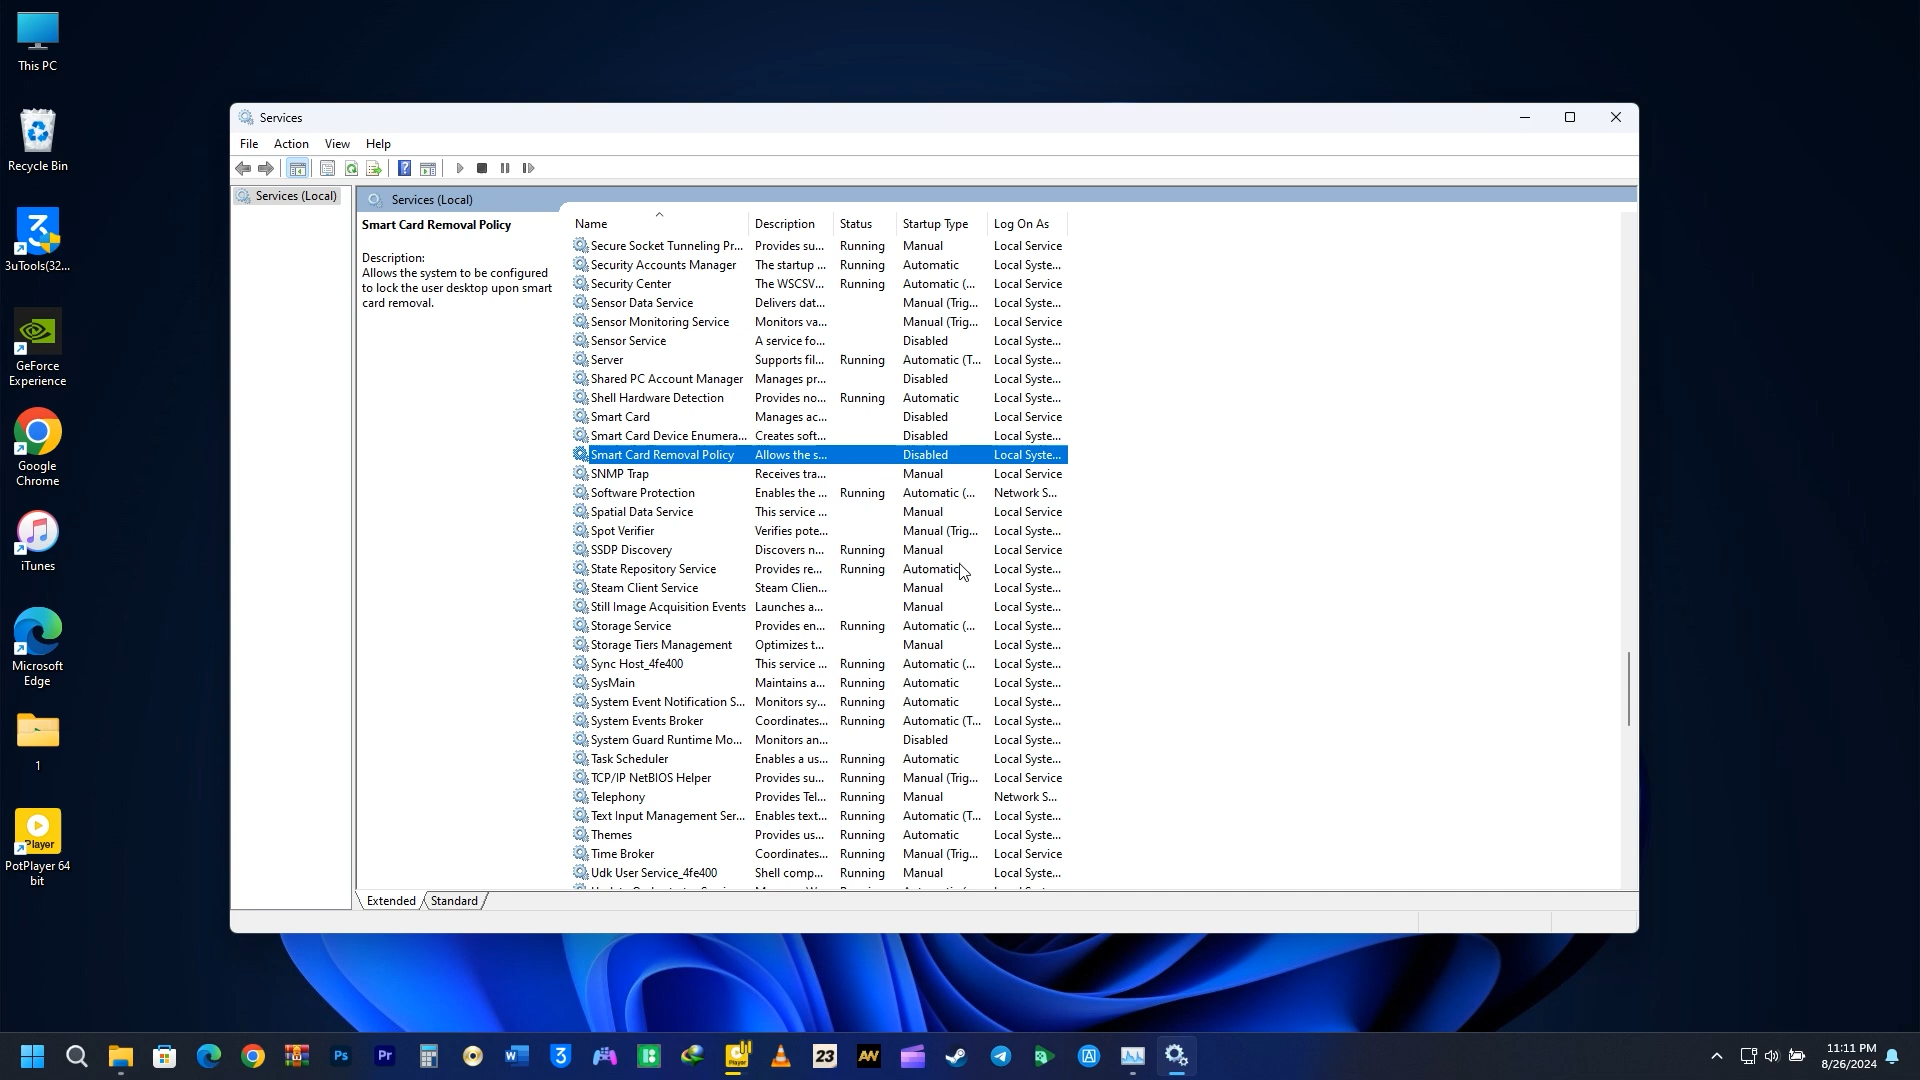 This PC
Recycle Bin
3uTools(32...
GeForce
Experience
Google
Chrome
iTunes
Microsoft
Edge
1
Player
PotPlayer 64
bit
Services
File Action View Help
Services (Local)
Services (Local)
Smart Card Removal Policy
Description:
Allows the system to be configured
to lock the user desktop upon smart
card removal.
Name Description Status Startup Type Log On As
Secure Socket Tunneling Pr... Provides su... Running Manual Local Service
Security Accounts Manager The startup ... Running Automatic Local Syste...
Security Center The WSCSV... Running Automatic (... Local Service
Sensor Data Service Delivers dat... Manual (Trig... Local Syste...
Sensor Monitoring Service Monitors va... Manual (Trig... Local Service
Sensor Service A service fo... Disabled Local Syste...
Server Supports fil... Running Automatic (T... Local Syste...
Shared PC Account Manager Manages pr... Disabled Local Syste...
Shell Hardware Detection Provides no... Running Automatic Local Syste...
Smart Card Manages ac... Disabled Local Service
Smart Card Device Enumera... Creates soft... Disabled Local Syste...
Smart Card Removal Policy Allows the s... Disabled Local Syste...
SNMP Trap Receives tra... Manual Local Service
Software Protection Enables the ... Running Automatic (... Network S...
Spatial Data Service This service ... Manual Local Service
Spot Verifier Verifies pote... Manual (Trig... Local Syste...
SSDP Discovery Discovers n... Running Manual Local Service
State Repository Service Provides re... Running Automatic Local Syste...
Steam Client Service Steam Clien... Manual Local Syste...
Still Image Acquisition Events Launches a... Manual Local Syste...
Storage Service Provides en... Running Automatic (... Local Syste...
Storage Tiers Management Optimizes t... Manual Local Syste...
Sync Host_4fe400 This service ... Running Automatic (... Local Syste...
SysMain Maintains a... Running Automatic Local Syste...
System Event Notification S... Monitors sy... Running Automatic Local Syste...
System Events Broker Coordinates... Running Automatic (T... Local Syste...
System Guard Runtime Mo... Monitors an... Disabled Local Syste...
Task Scheduler Enables a us... Running Automatic Local Syste...
TCP/IP NetBIOS Helper Provides su... Running Manual (Trig... Local Service
Telephony Provides Tel... Running Manual Network S...
Text Input Management Ser... Enables text... Running Automatic (T... Local Syste...
Themes Provides us... Running Automatic Local Syste...
Time Broker Coordinates... Running Manual (Trig... Local Service
Udk User Service_4fe400 Shell comp... Running Manual Local Syste...
Extended Standard
Ps Pr W 3 23 AW
11:11 PM
8/26/2024